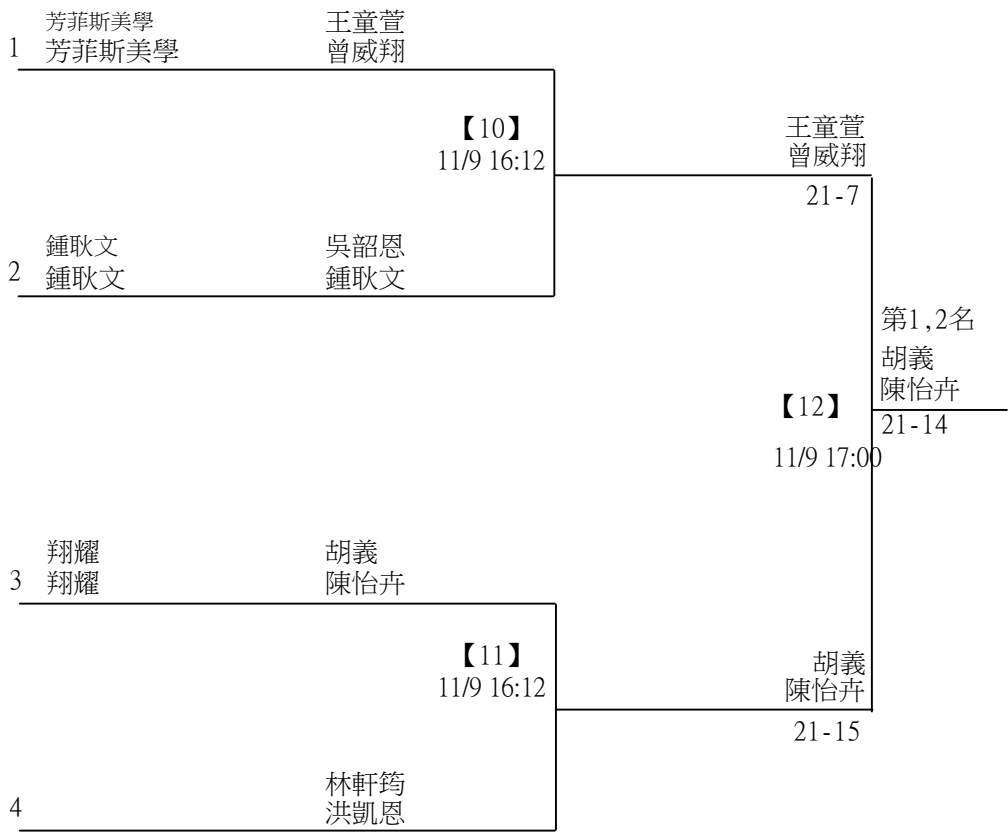 芳菲斯美學 王童萱
1 芳菲斯美學 曾威翔
【10】
11/9 16:12
王童萱
曾威翔
21-7
鍾耿文 吳韶恩
2 鍾耿文 鍾耿文
第1,2名
胡義
陳怡卉
【12】
21-14
11/9 17:00
翔耀 胡義
3 翔耀 陳怡卉
【11】
11/9 16:12
胡義
陳怡卉
21-15
林軒筠
4 洪凱恩